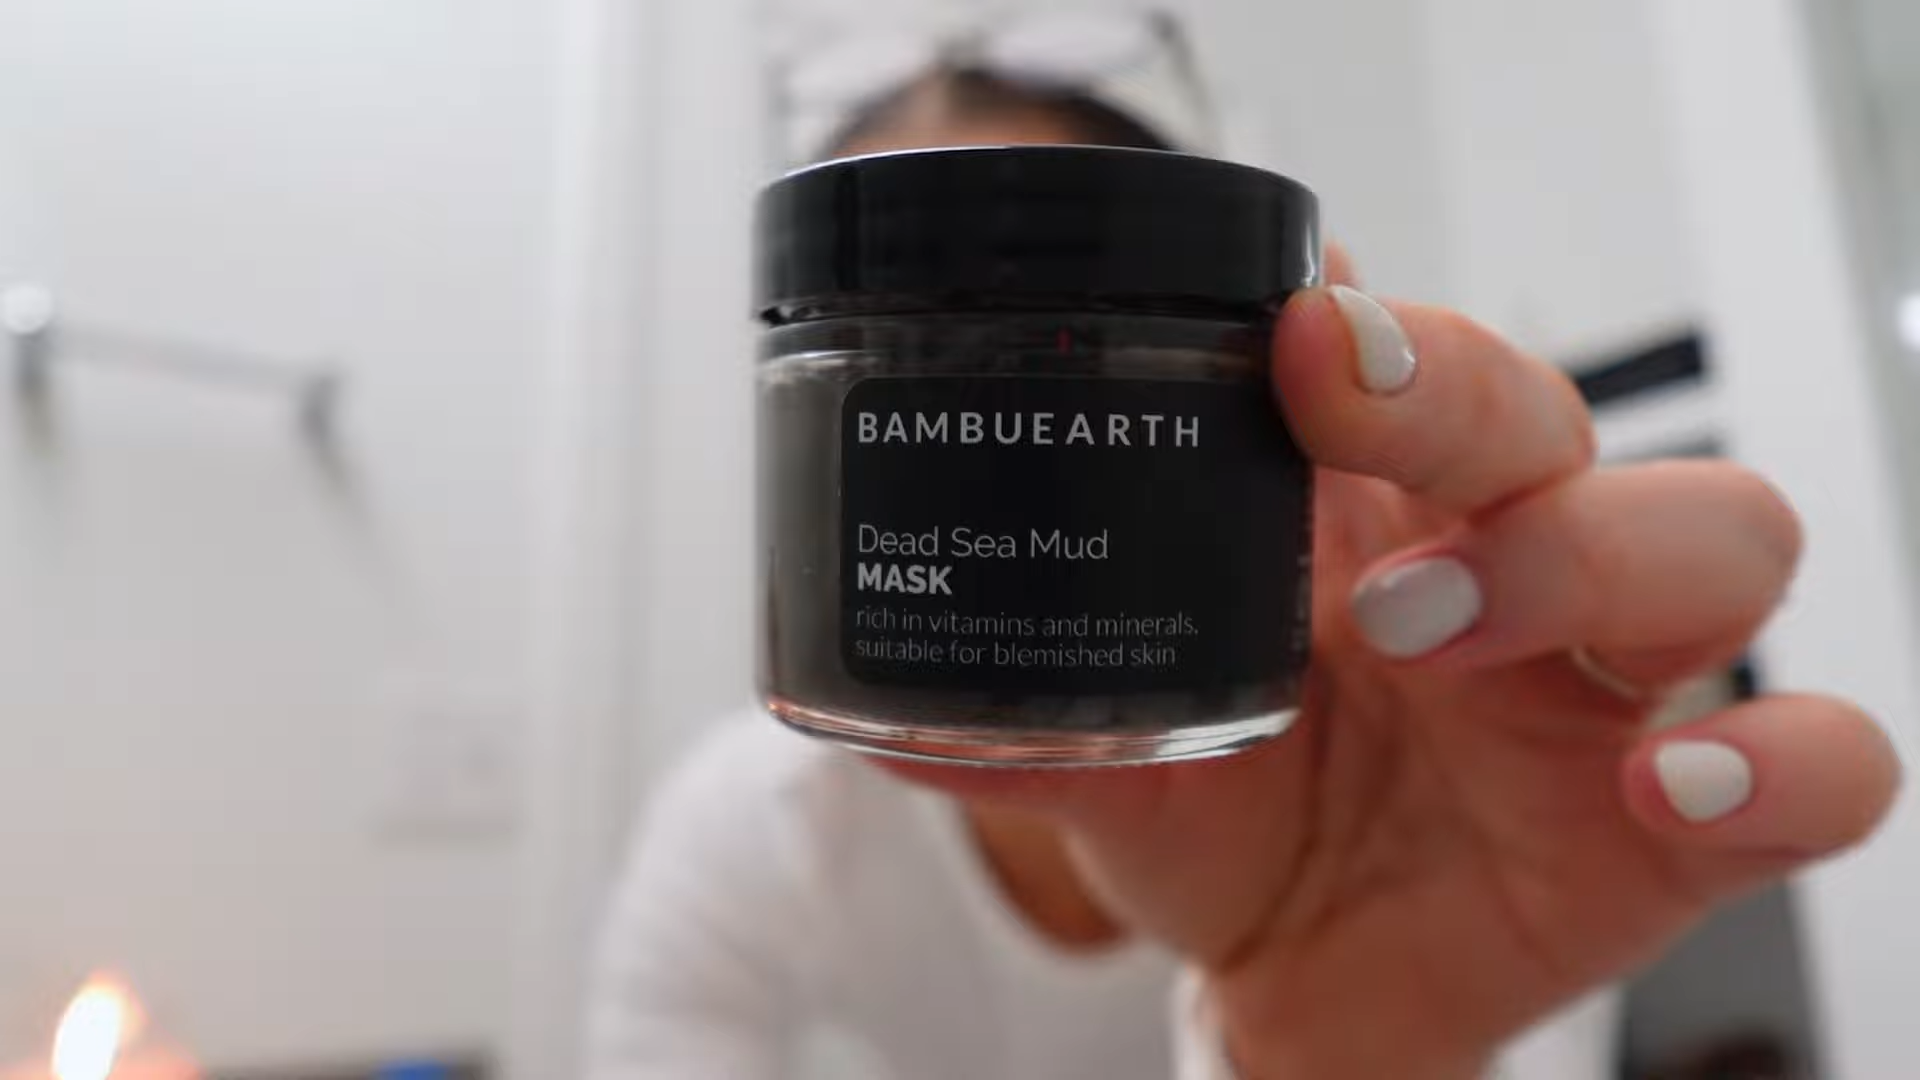 BAMBUEARTH
Dead Sea Mud
MASK
rich in vitamins and minerals.
suitable for blemished skin